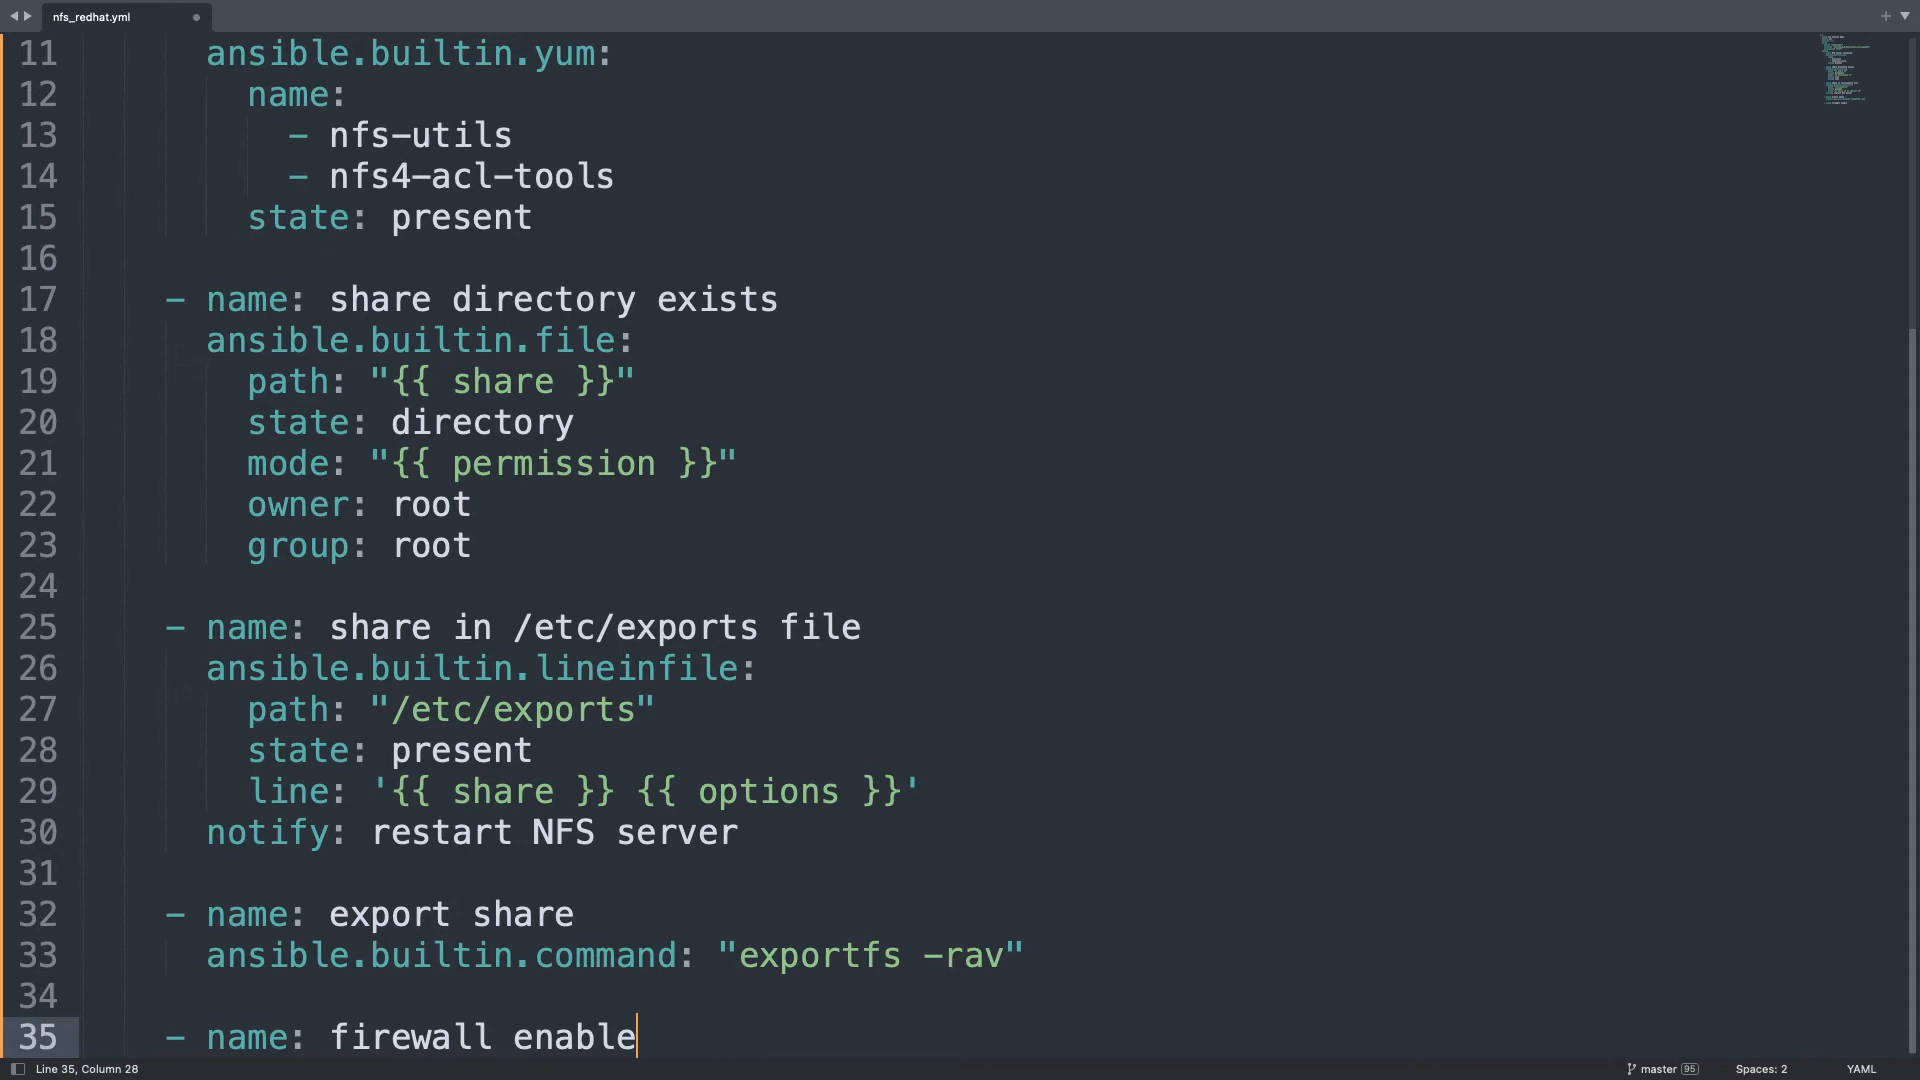 nfs_redhat.yml
11 ansible.builtin.yum:
12 name:
13 - nfs-utils
14 - nfs4-acl-tools
15 state: present
16
17 - name: share directory exists
18 ansible.builtin.file:
19 path: "{{ share }}"
20 state: directory
21 mode: "{{ permission }}"
22 owner: root
23 group: root
24
25 - name: share in /etc/exports file
26 ansible.builtin.lineinfile:
27 path: "/etc/exports"
28 state: present
29 line: '{{ share }} {{ options }}'
30 notify: restart NFS server
31
32 - name: export share
33 ansible.builtin.command: "exportfs -rav"
34
35 - name: firewall enable
Line 35, Column 28 master 95 Spaces: 2 YAML